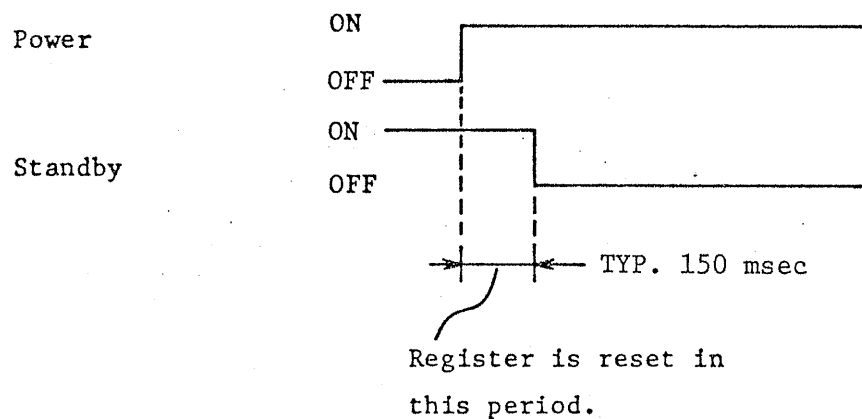 Power
ON
OFF
Standby
ON
OFF
TYP. 150 msec
Register is reset in
this period.